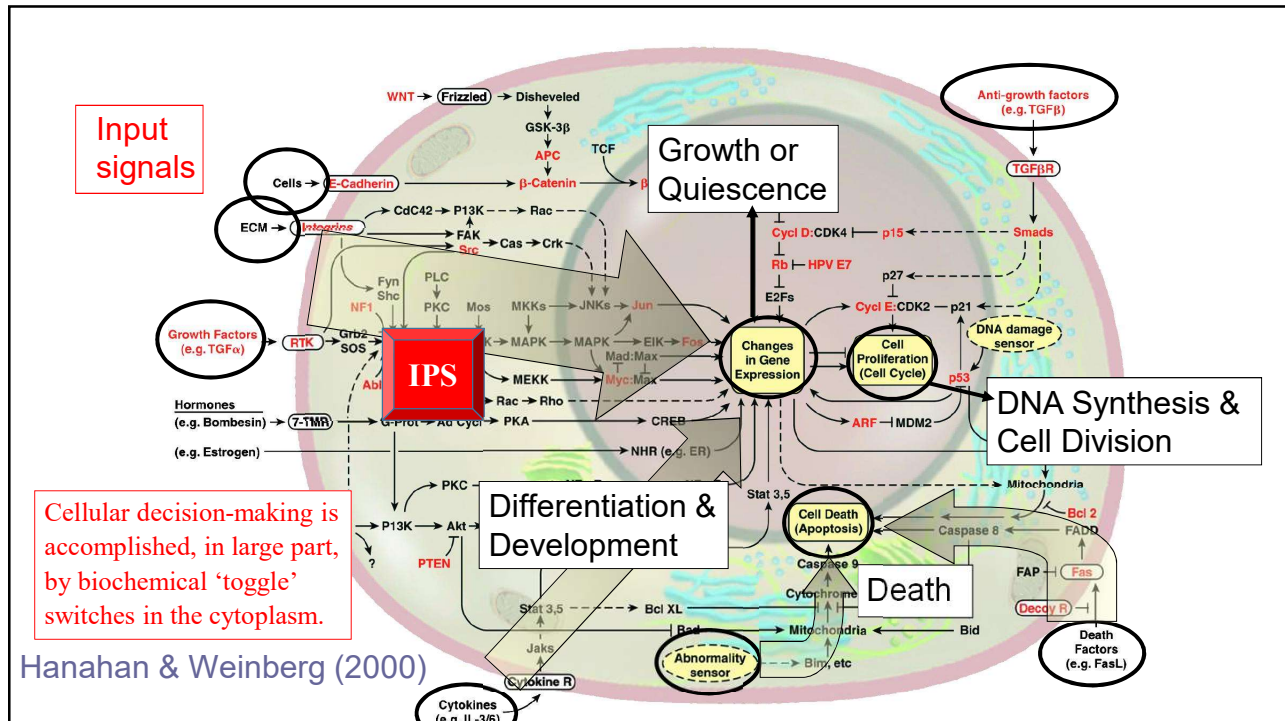 Input
signals
WNT
Frizzled
Disheveled
GSK-3β
APC
TCF
β-Catenin
β
Cells
E-Cadherin
ECM
Integrins
CdC42
P13K
Rac
FAK
Src
Cas
Crk
Fyn
Shc
NF1
PLC
PKC
Mos
MKKs
JNKs
Jun
Growth Factors
(e.g. TGFα)
RTK
Grb2
SOS
K
MAPK
MAPK
ElK
Fos
Mad:Max
Abl
IPS
MEKK
Myc:Max
Rac
Rho
Hormones
(e.g. Bombesin)
7-TMR
G-Prot
Ad Cycl
PKA
CREB
(e.g. Estrogen)
NHR (e.g. ER)
Growth or
Quiescence
Anti-growth factors
(e.g. TGFβ)
TGFβR
Cycl D:CDK4
p15
Smads
Rb
HPV E7
p27
E2Fs
Cycl E:CDK2
p21
DNA damage
sensor
Changes
in Gene
Expression
Cell
Proliferation
(Cell Cycle)
p53
DNA Synthesis &
Cell Division
ARF
MDM2
Cellular decision-making is
accomplished, in large part,
by biochemical ‘toggle’
switches in the cytoplasm.
PKC
P13K
Akt
PTEN
?
Differentiation &
Development
Stat 3,5
Mitochondria
Cell Death
(Apoptosis)
Bcl 2
Caspase 8
FADD
Caspase 9
FAP
Fas
Cytochrome
Death
Stat 3,5
Bcl XL
Decoy R
Bad
Mitochondria
Bid
Jaks
Abnormality
sensor
Bim, etc
Death
Factors
(e.g. FasL)
Hanahan & Weinberg (2000)
Cytokine R
Cytokines
(e.g. IL-3/6)